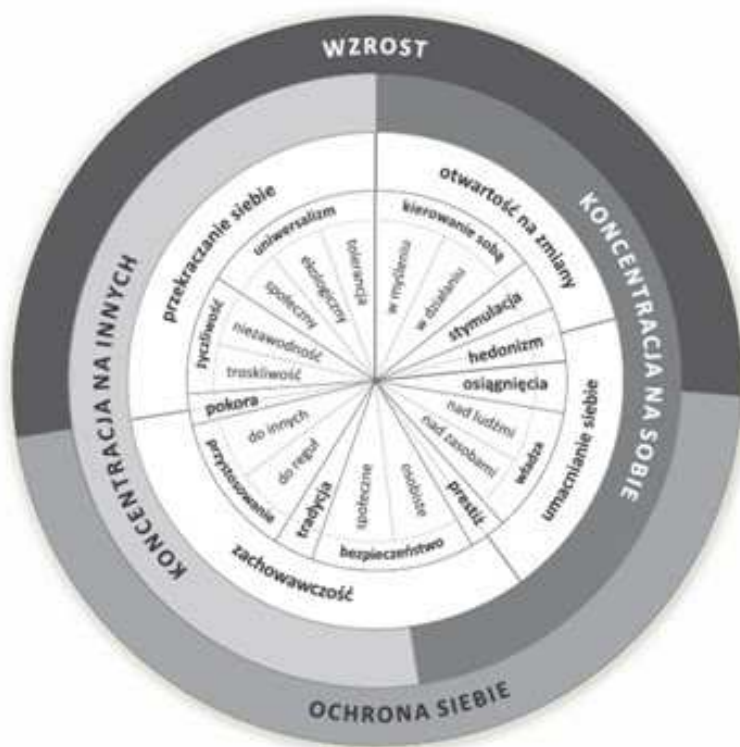 WZROST
KONCENTRACJA NA INNYCH
KONCENTRACJA NA SOBIE
OCHRONA SIEBIE
przekraczanie siebie
otwartość na zmiany
umacnianie siebie
zachowawczość
uniwersalizm
społeczny
ekologiczny
tolerancja
kierowanie sobą
w myśleniu
w działaniu
stymulacja
hedonizm
osiągnięcia
władza
nad ludźmi
nad zasobami
prestiż
bezpieczeństwo
osobiste
społeczne
tradycja
przystosowanie
do reguł
do innych
pokora
życzliwość
troskliwość
niezawodność